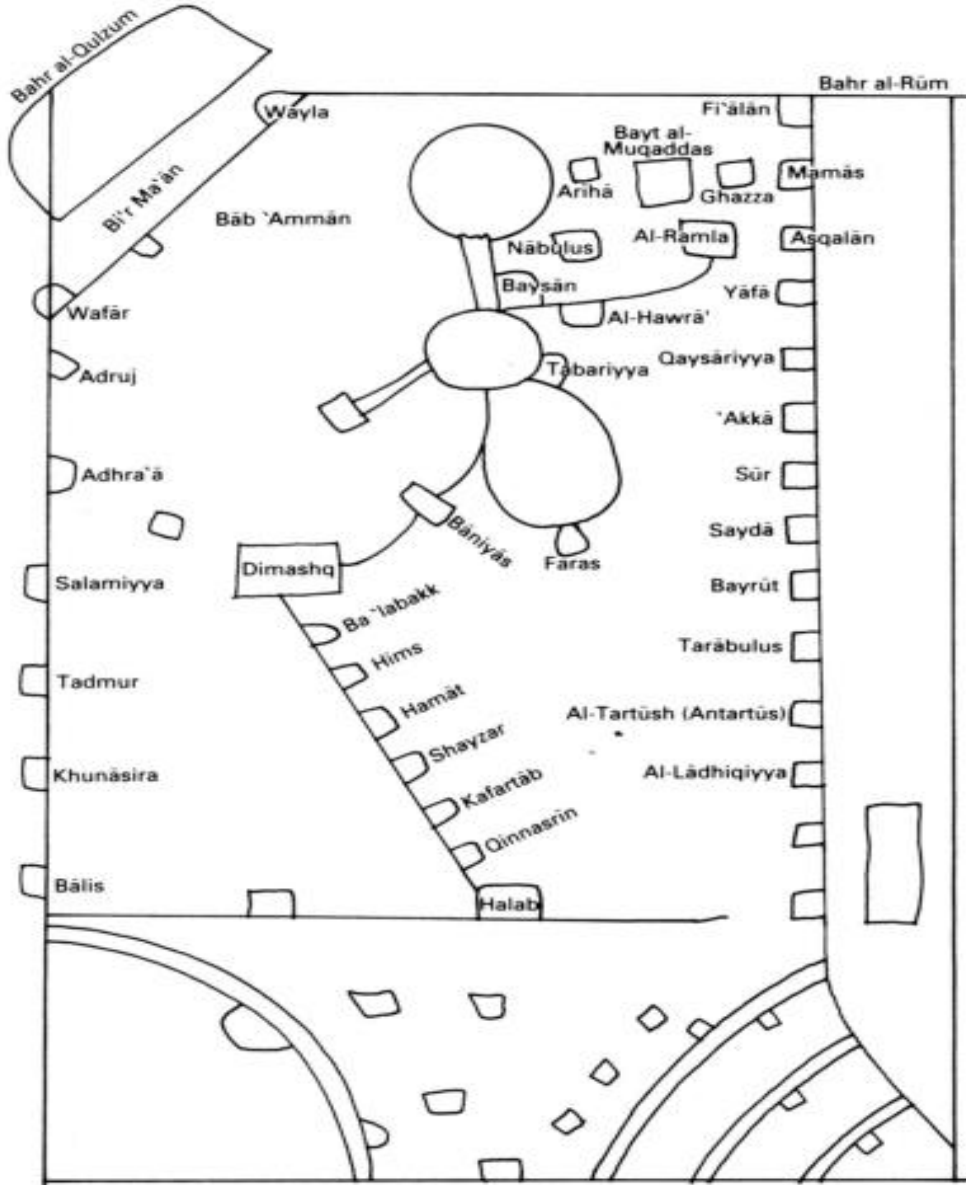 Bahr al-Qulzum
Bahr al-Rūm
Wayla
Fi`ālān
Bayt al-
Muqaddas
Arīhā
Ghazza
Mamās
Bi'r Ma`ān
Bāb `Ammān
Nābulus
Al-Ramla
Asqalān
Baysān
Yāfā
Wafār
Al-Hawrā'
Adruj
Tabariyya
Qaysāriyya
`Akkā
Adhra`ā
Sūr
Bāniyās
Saydā
Faras
Dimashq
Salamiyya
Bayrūt
Ba`labakk
Hims
Tarābulus
Tadmur
Hamāt
Al-Tartūsh (Antartūs)
Shayzar
Khunāsira
Al-Lādhiqiyya
Kafartāb
Qinnasrīn
Bālis
Halab